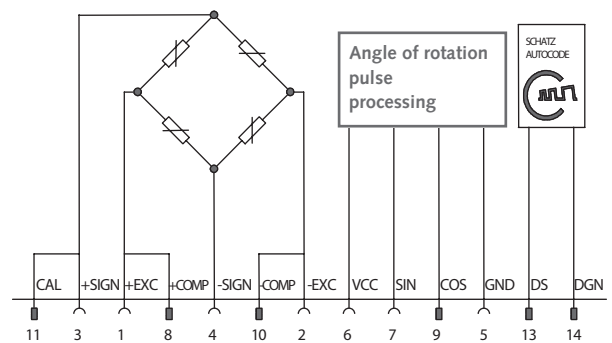 Angle of rotation
pulse
processing
SCHATZ
AUTOCODE
CAL +SIGN +EXC +COMP -SIGN -COMP -EXC VCC SIN COS GND DS DGN
11 3 1 8 4 10 2 6 7 9 5 13 14